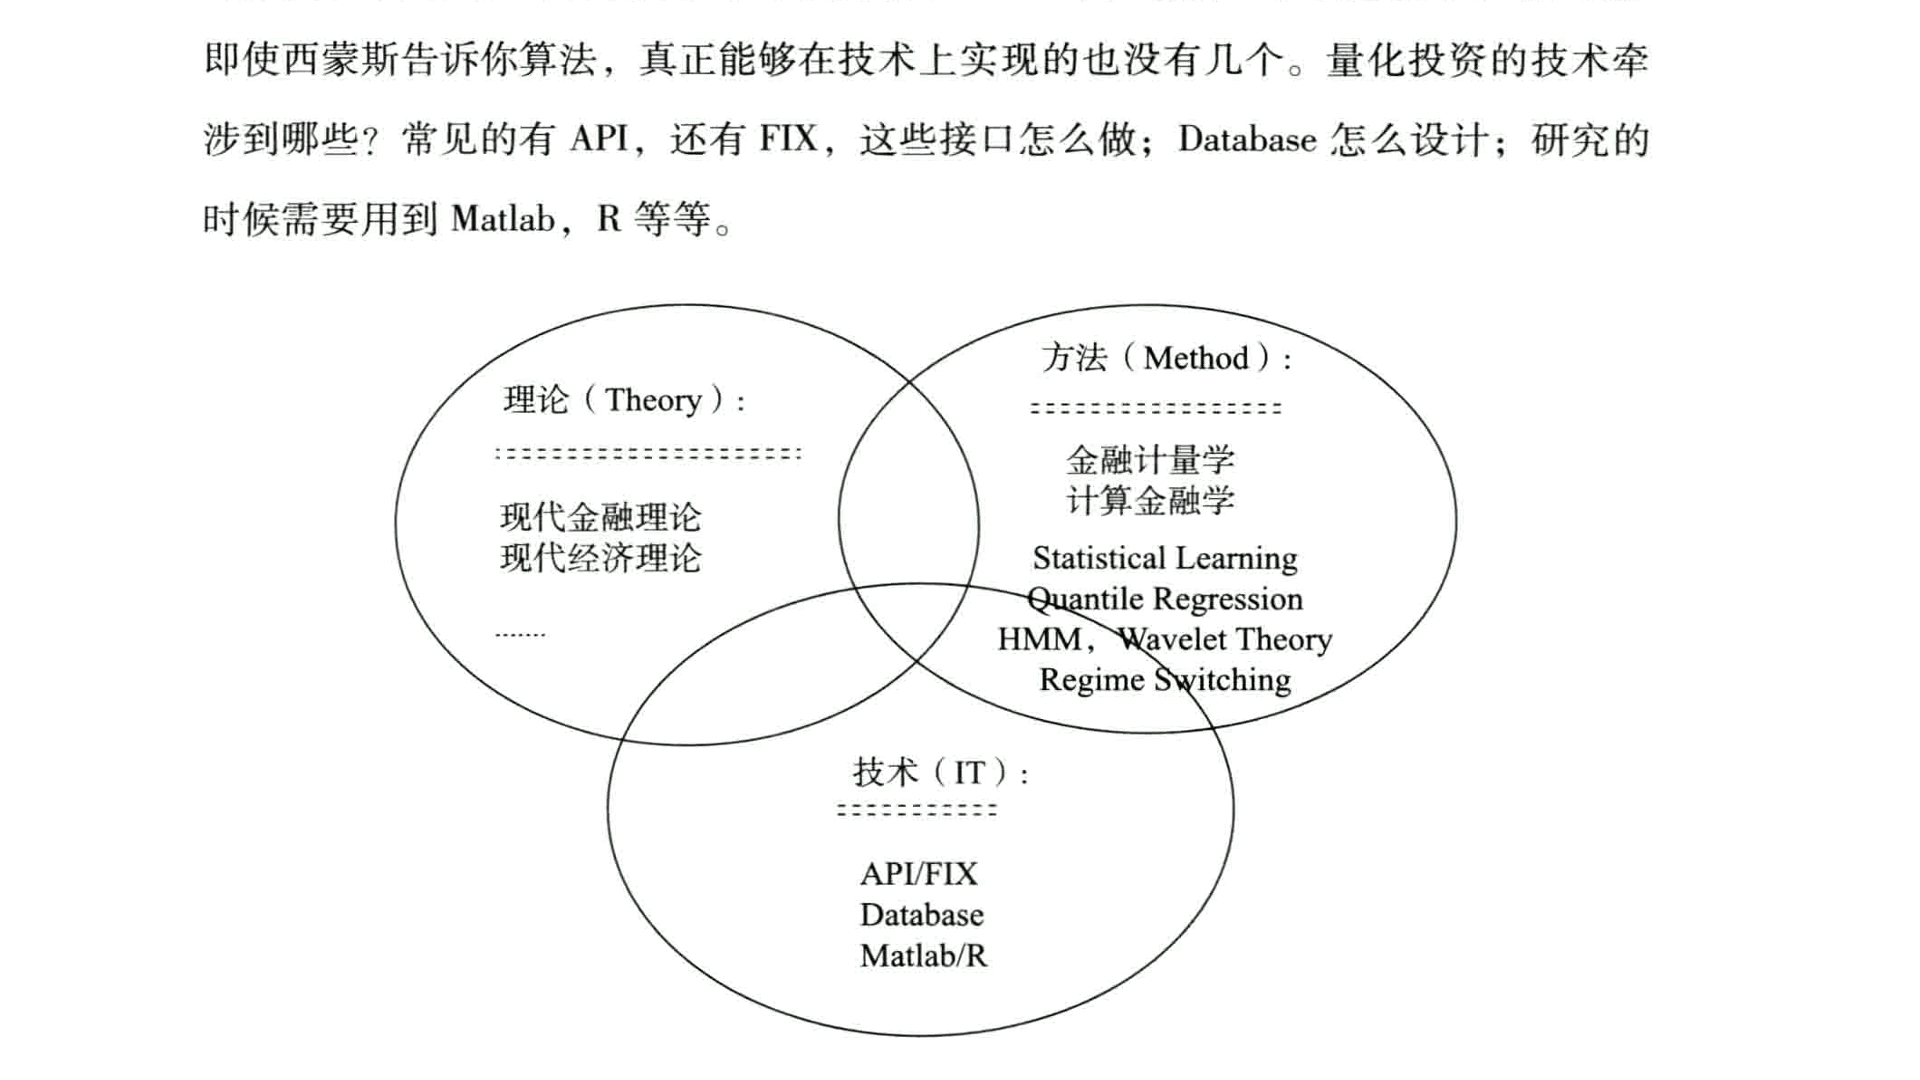 即使西蒙斯告诉你算法，真正能够在技术上实现的也没有几个。量化投资的技术牵
涉到哪些？常见的有 API，还有 FIX，这些接口怎么做；Database 怎么设计；研究的
时候需要用到 Matlab，R 等等。
理论（Theory）：
现代金融理论
现代经济理论
.......
方法（Method）：
金融计量学
计算金融学
Statistical Learning
Quantile Regression
HMM，Wavelet Theory
Regime Switching
技术（IT）：
API/FIX
Database
Matlab/R